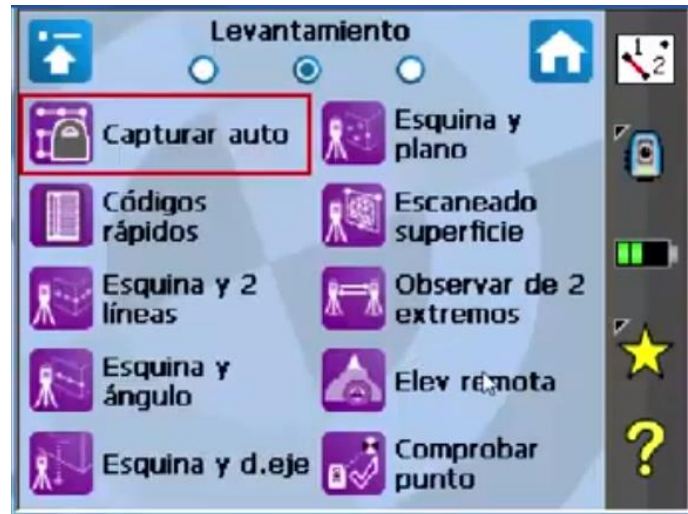 Levantamiento
Capturar auto
Esquina y
plano
Códigos
rápidos
Escaneado
superficie
Esquina y 2
líneas
Observar de 2
extremos
Esquina y
ángulo
Elev remota
Esquina y d.eje
Comprobar
punto
1
2
?